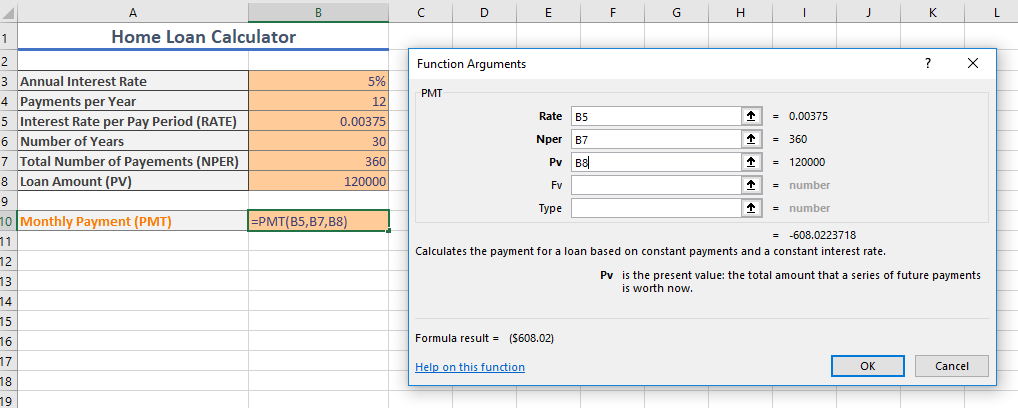 A B C D E F G H I J K L
1 Home Loan Calculator
2
Function Arguments ? X
3 Annual Interest Rate 5%
PMT
4 Payments per Year 12
Rate B5 = 0.00375
5 Interest Rate per Pay Period (RATE) 0.00375
Nper B7 = 360
6 Number of Years 30
7 Total Number of Payements (NPER) 360
Pv B8 = 120000
8 Loan Amount (PV) 120000
Fv = number
9
Type = number
10 Monthly Payment (PMT) =PMT(B5,B7,B8)
= -608.0223718
11
Calculates the payment for a loan based on constant payments and a constant interest rate.
12
Pv is the present value: the total amount that a series of future payments
13
is worth now.
14
15
16
Formula result = ($608.02)
17
Help on this function OK Cancel
18
19